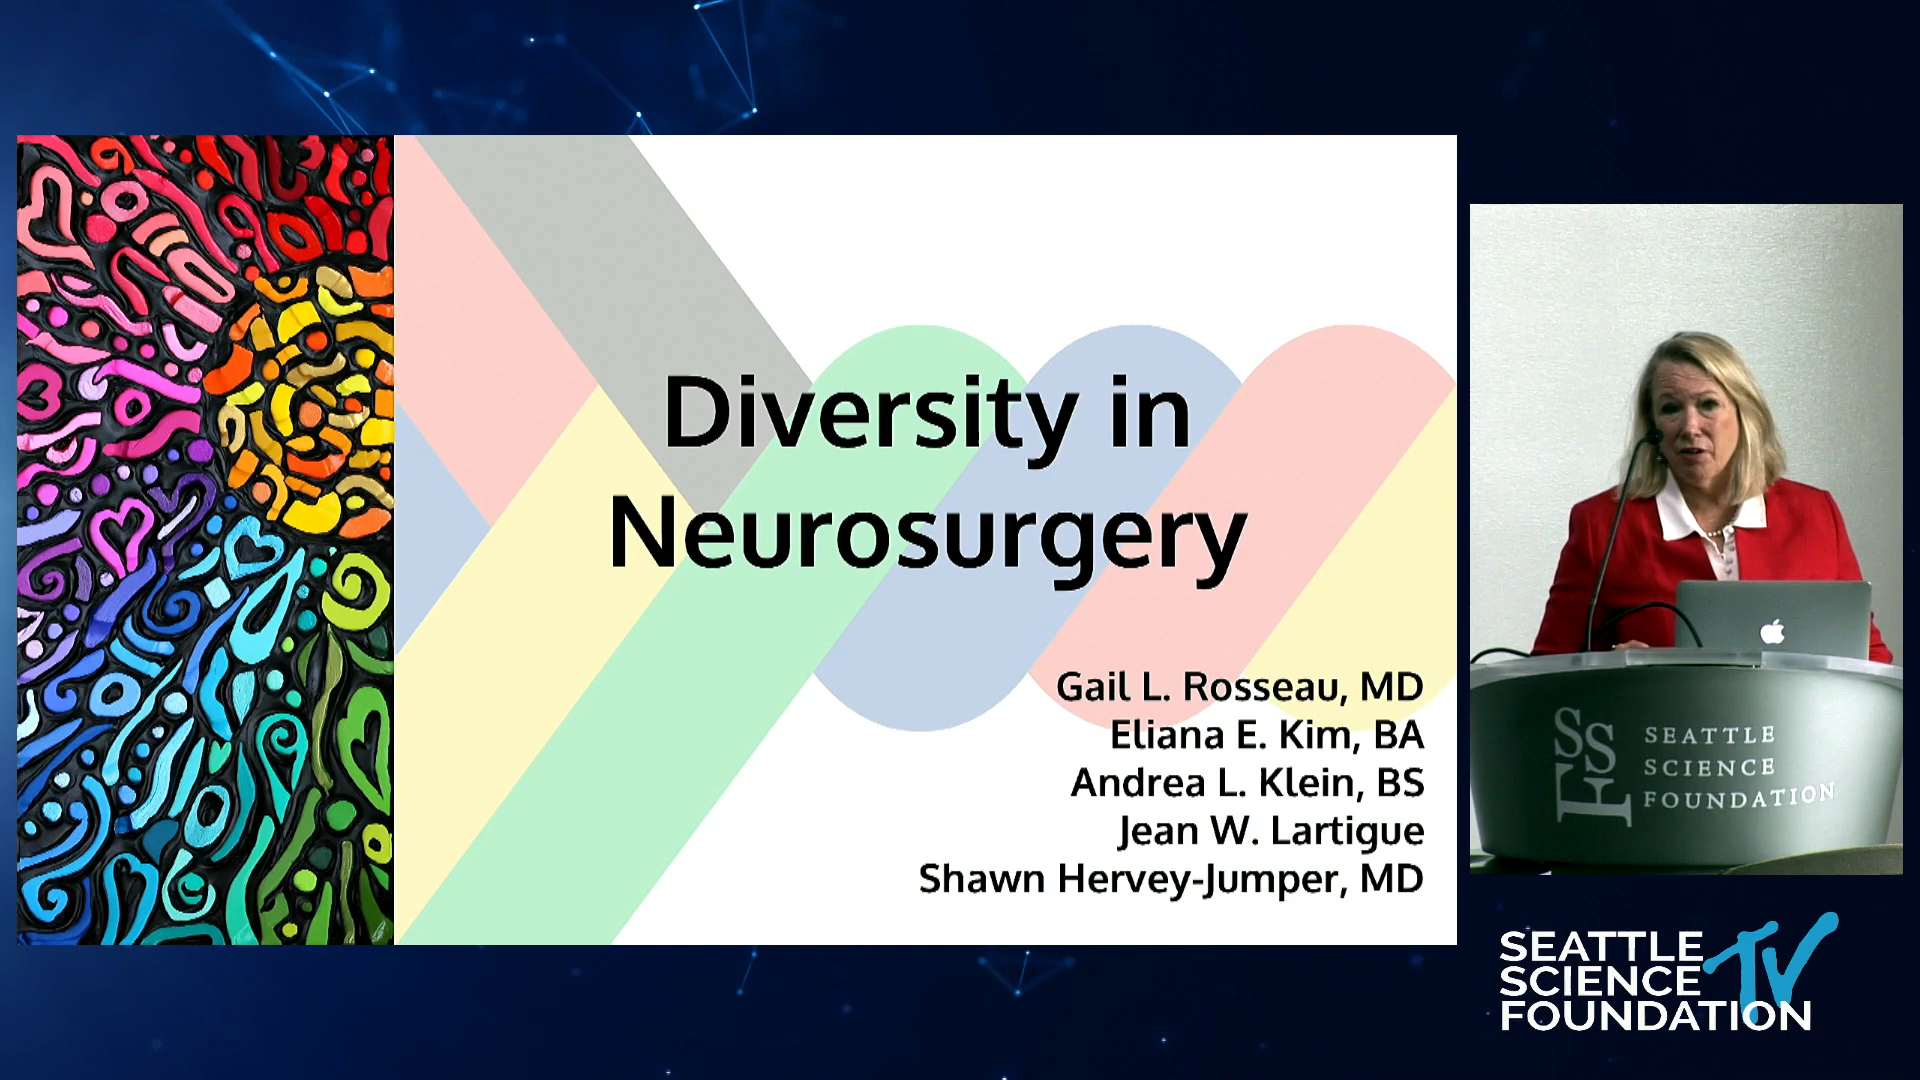 Diversity in
Neurosurgery
Gail L. Rosseau, MD
Eliana E. Kim, BA
Andrea L. Klein, BS
Jean W. Lartigue
Shawn Hervey-Jumper, MD
SSF
SEATTLE
SCIENCE
FOUNDATION
SEATTLE
SCIENCE
FOUNDATION
TV